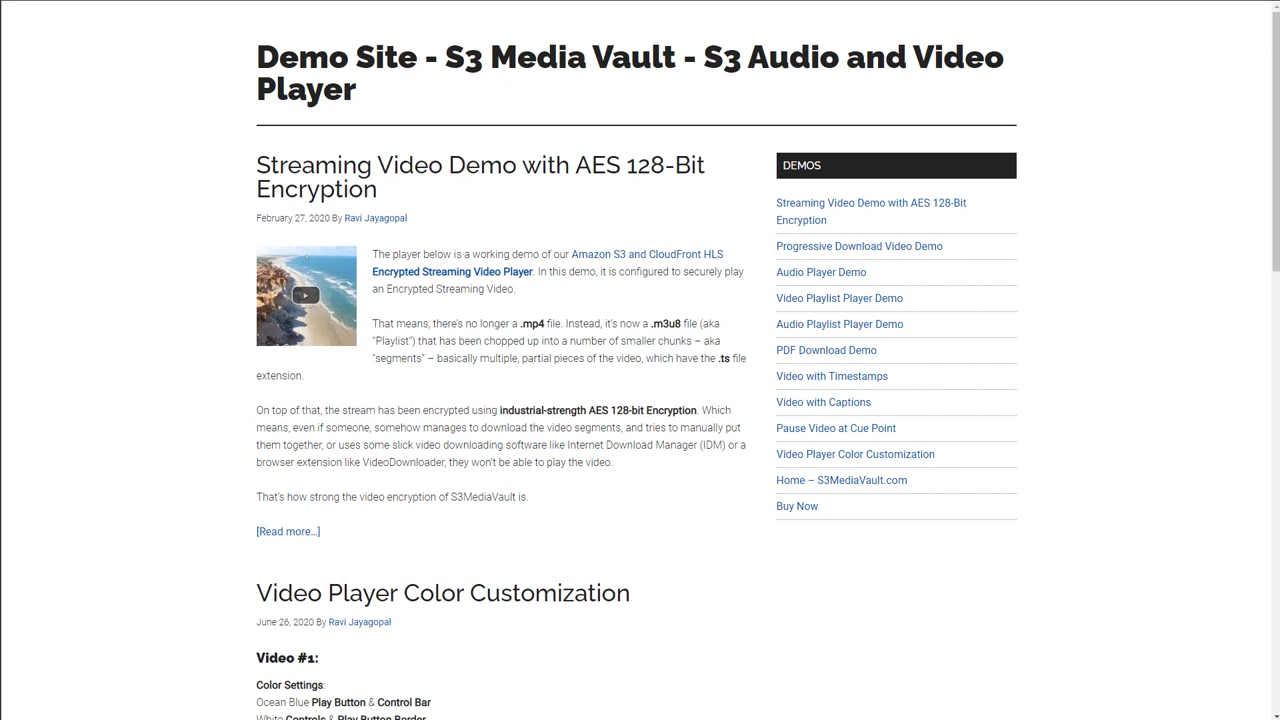 Demo Site - S3 Media Vault - S3 Audio and Video
Player
Streaming Video Demo with AES 128-Bit
Encryption
February 27, 2020 By Ravi Jayagopal
The player below is a working demo of our Amazon S3 and CloudFront HLS
Encrypted Streaming Video Player. In this demo, it is configured to securely play
an Encrypted Streaming Video.
That means, there's no longer a .mp4 file. Instead, it's now a .m3u8 file (aka
"Playlist") that has been chopped up into a number of smaller chunks – aka
"segments" – basically multiple, partial pieces of the video, which have the .ts file
extension.
On top of that, the stream has been encrypted using industrial-strength AES 128-bit Encryption. Which
means, even if someone, somehow manages to download the video segments, and tries to manually put
them together, or uses some slick video downloading software like Internet Download Manager (IDM) or a
browser extension like VideoDownloader, they won't be able to play the video.
That's how strong the video encryption of S3MediaVault is.
[Read more...]
Video Player Color Customization
June 26, 2020 By Ravi Jayagopal
Video #1:
Color Settings:
Ocean Blue Play Button & Control Bar
White Controls & Play Button Border
DEMOS
Streaming Video Demo with AES 128-Bit
Encryption
Progressive Download Video Demo
Audio Player Demo
Video Playlist Player Demo
Audio Playlist Player Demo
PDF Download Demo
Video with Timestamps
Video with Captions
Pause Video at Cue Point
Video Player Color Customization
Home – S3MediaVault.com
Buy Now